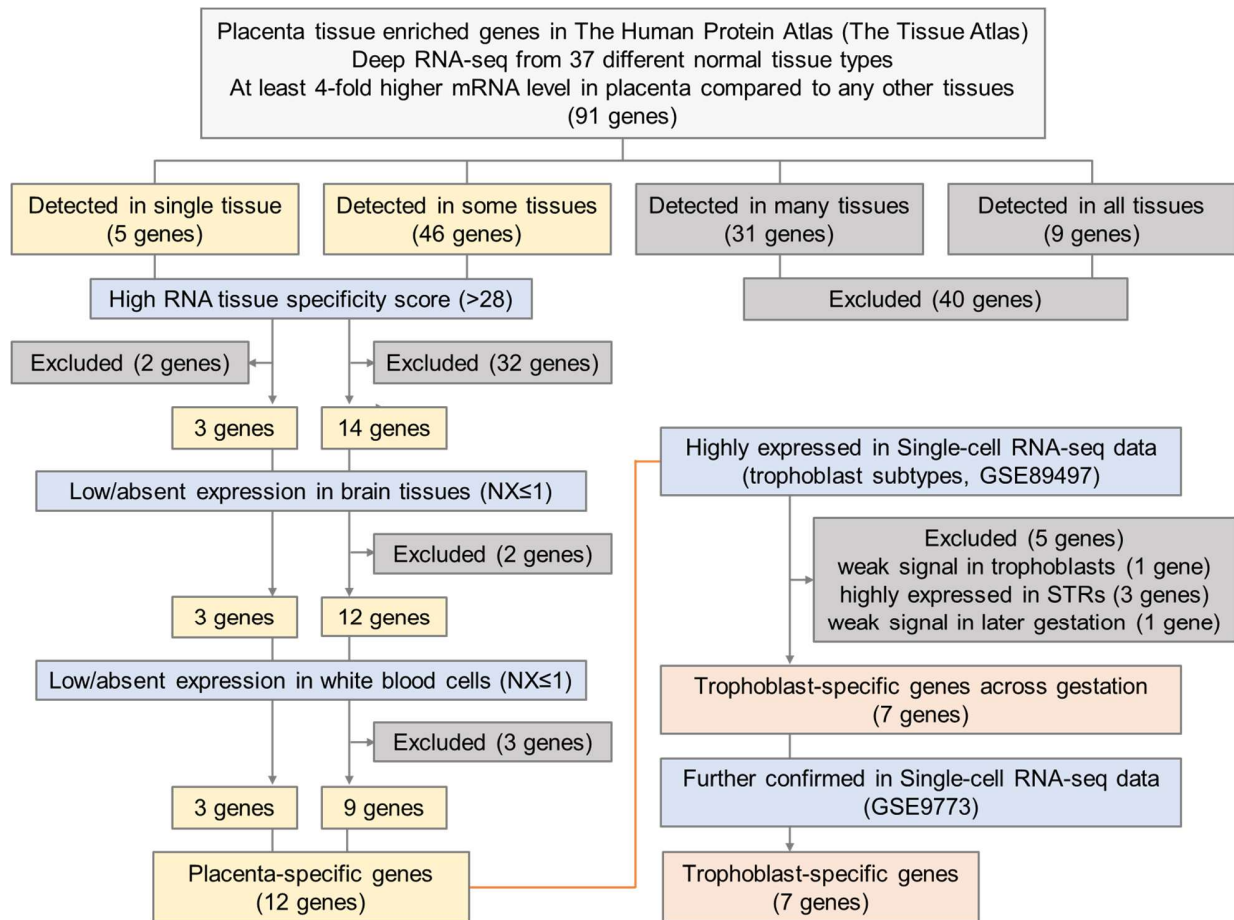 Placenta tissue enriched genes in The Human Protein Atlas (The Tissue Atlas)
Deep RNA-seq from 37 different normal tissue types
At least 4-fold higher mRNA level in placenta compared to any other tissues
(91 genes)
Detected in single tissue
(5 genes)
Detected in some tissues
(46 genes)
Detected in many tissues
(31 genes)
Detected in all tissues
(9 genes)
High RNA tissue specificity score (>28)
Excluded (40 genes)
Excluded (2 genes)
Excluded (32 genes)
3 genes
14 genes
Low/absent expression in brain tissues (NX≤1)
Excluded (2 genes)
3 genes
12 genes
Low/absent expression in white blood cells (NX≤1)
Excluded (3 genes)
3 genes
9 genes
Placenta-specific genes
(12 genes)
Highly expressed in Single-cell RNA-seq data
(trophoblast subtypes, GSE89497)
Excluded (5 genes)
weak signal in trophoblasts (1 gene)
highly expressed in STRs (3 genes)
weak signal in later gestation (1 gene)
Trophoblast-specific genes across gestation
(7 genes)
Further confirmed in Single-cell RNA-seq data
(GSE9773)
Trophoblast-specific genes
(7 genes)